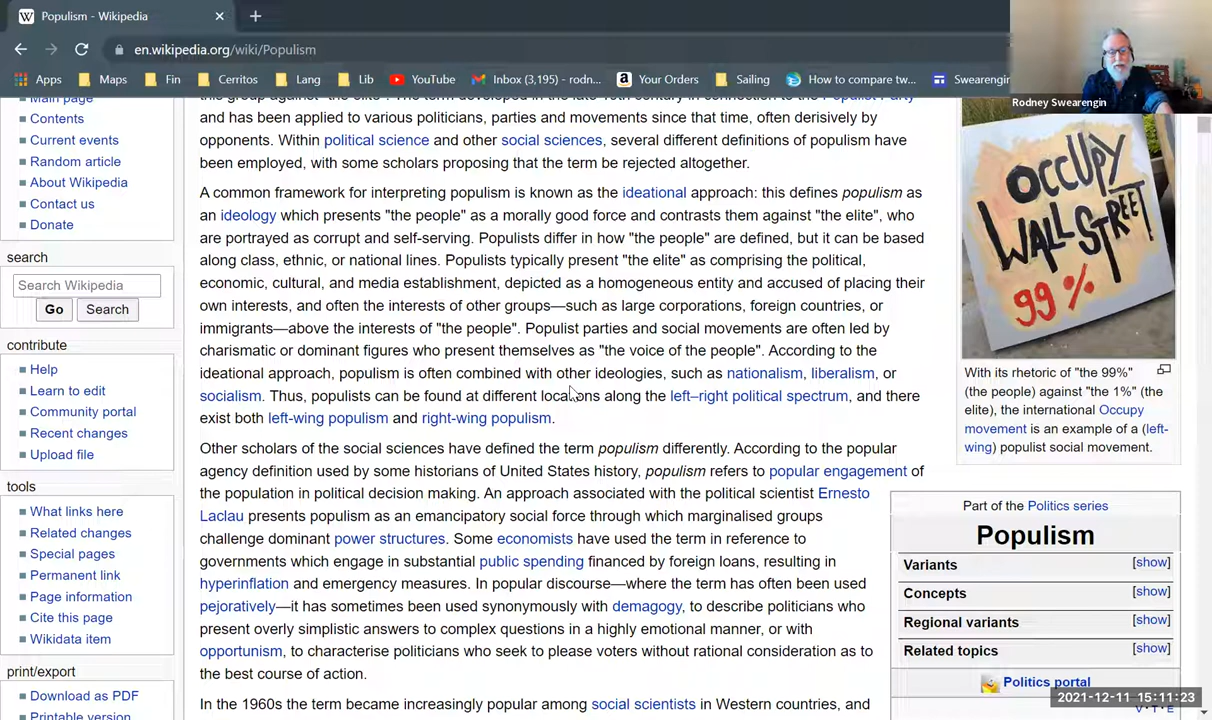 Populism - Wikipedia
en.wikipedia.org/wiki/Populism
Apps Maps Fin Cerritos Lang Lib YouTube Inbox (3,195) - rodn... Your Orders Sailing How to compare tw... Swearengin
Rodney Swearengin
Main page
Contents
Current events
Random article
About Wikipedia
Contact us
Donate
search
Search Wikipedia
Go Search
contribute
Help
Learn to edit
Community portal
Recent changes
Upload file
tools
What links here
Related changes
Special pages
Permanent link
Page information
Cite this page
Wikidata item
print/export
Download as PDF
Printable version
this group against "the elite". The term developed in the late 19th century in connection to the Populist Party
and has been applied to various politicians, parties and movements since that time, often derisively by
opponents. Within political science and other social sciences, several different definitions of populism have
been employed, with some scholars proposing that the term be rejected altogether.
A common framework for interpreting populism is known as the ideational approach: this defines populism as
an ideology which presents "the people" as a morally good force and contrasts them against "the elite", who
are portrayed as corrupt and self-serving. Populists differ in how "the people" are defined, but it can be based
along class, ethnic, or national lines. Populists typically present "the elite" as comprising the political,
economic, cultural, and media establishment, depicted as a homogeneous entity and accused of placing their
own interests, and often the interests of other groups—such as large corporations, foreign countries, or
immigrants—above the interests of "the people". Populist parties and social movements are often led by
charismatic or dominant figures who present themselves as "the voice of the people". According to the
ideational approach, populism is often combined with other ideologies, such as nationalism, liberalism, or
socialism. Thus, populists can be found at different locations along the left–right political spectrum, and there
exist both left-wing populism and right-wing populism.
Other scholars of the social sciences have defined the term populism differently. According to the popular
agency definition used by some historians of United States history, populism refers to popular engagement of
the population in political decision making. An approach associated with the political scientist Ernesto
Laclau presents populism as an emancipatory social force through which marginalised groups
challenge dominant power structures. Some economists have used the term in reference to
governments which engage in substantial public spending financed by foreign loans, resulting in
hyperinflation and emergency measures. In popular discourse—where the term has often been used
pejoratively—it has sometimes been used synonymously with demagogy, to describe politicians who
present overly simplistic answers to complex questions in a highly emotional manner, or with
opportunism, to characterise politicians who seek to please voters without rational consideration as to
the best course of action.
In the 1960s the term became increasingly popular among social scientists in Western countries, and
OCCUPY
WALL STREET
99%
With its rhetoric of "the 99%"
(the people) against "the 1%" (the
elite), the international Occupy
movement is an example of a (left-
wing) populist social movement.
Part of the Politics series
Populism
Variants [show]
Concepts [show]
Regional variants [show]
Related topics [show]
Politics portal
2021-12-11 15:11:23
V · T · E